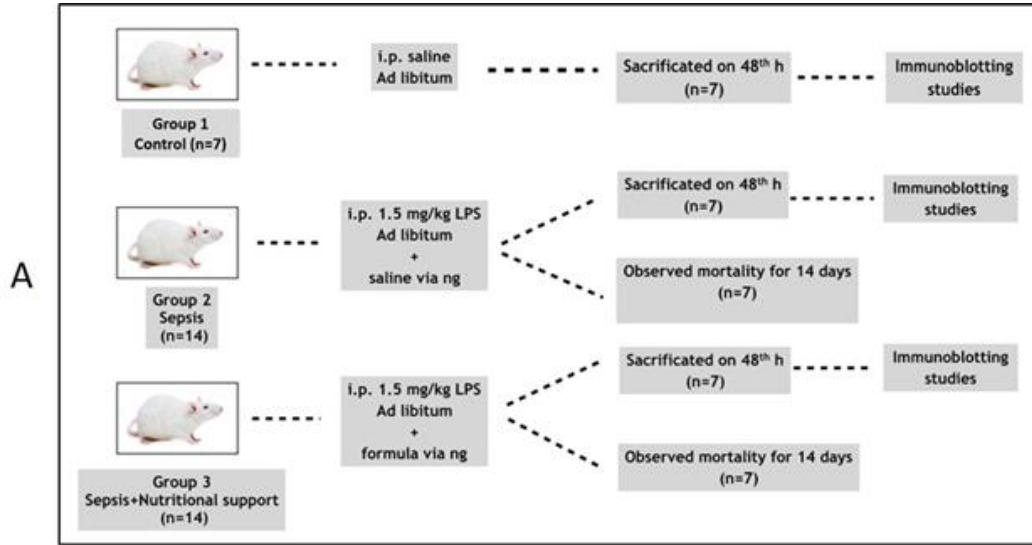 A
i.p. saline
Ad libitum
Sacrificated on 48th h
(n=7)
Immunoblotting
studies
Group 1
Control (n=7)
i.p. 1.5 mg/kg LPS
Ad libitum
+
saline via ng
Sacrificated on 48th h
(n=7)
Immunoblotting
studies
Observed mortality for 14 days
(n=7)
Group 2
Sepsis
(n=14)
i.p. 1.5 mg/kg LPS
Ad libitum
+
formula via ng
Sacrificated on 48th h
(n=7)
Immunoblotting
studies
Observed mortality for 14 days
(n=7)
Group 3
Sepsis+Nutritional support
(n=14)